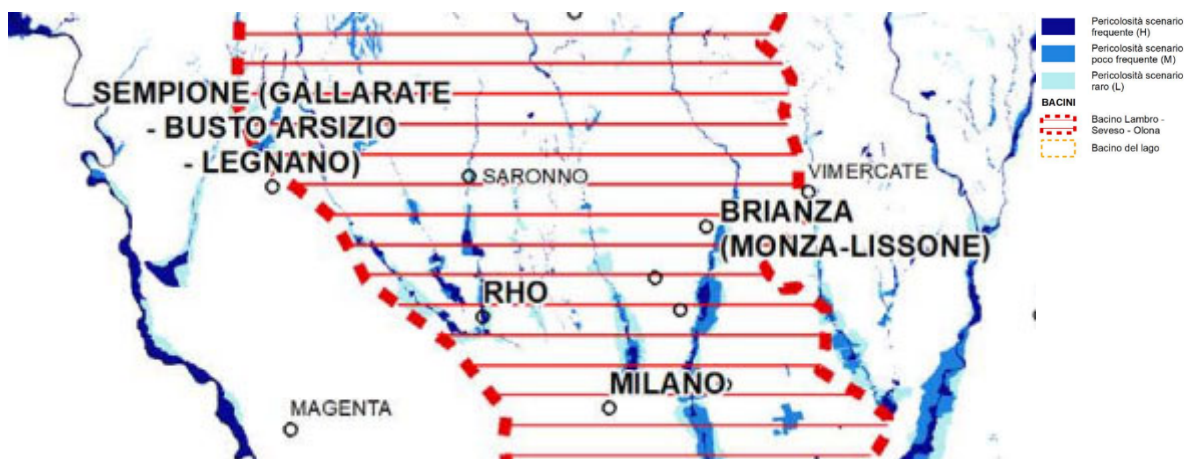 SEMPIONE (GALLARATE
- BUSTO ARSIZIO
- LEGNANO)
SARONNO
VIMERCATE
BRIANZA
(MONZA-LISSONE)
RHO
MILANO
MAGENTA
Pericolosità scenario
frequente (H)
Pericolosità scenario
poco frequente (M)
Pericolosità scenario
raro (L)
BACINI
Bacino Lambro -
Seveso - Olona
Bacino del lago